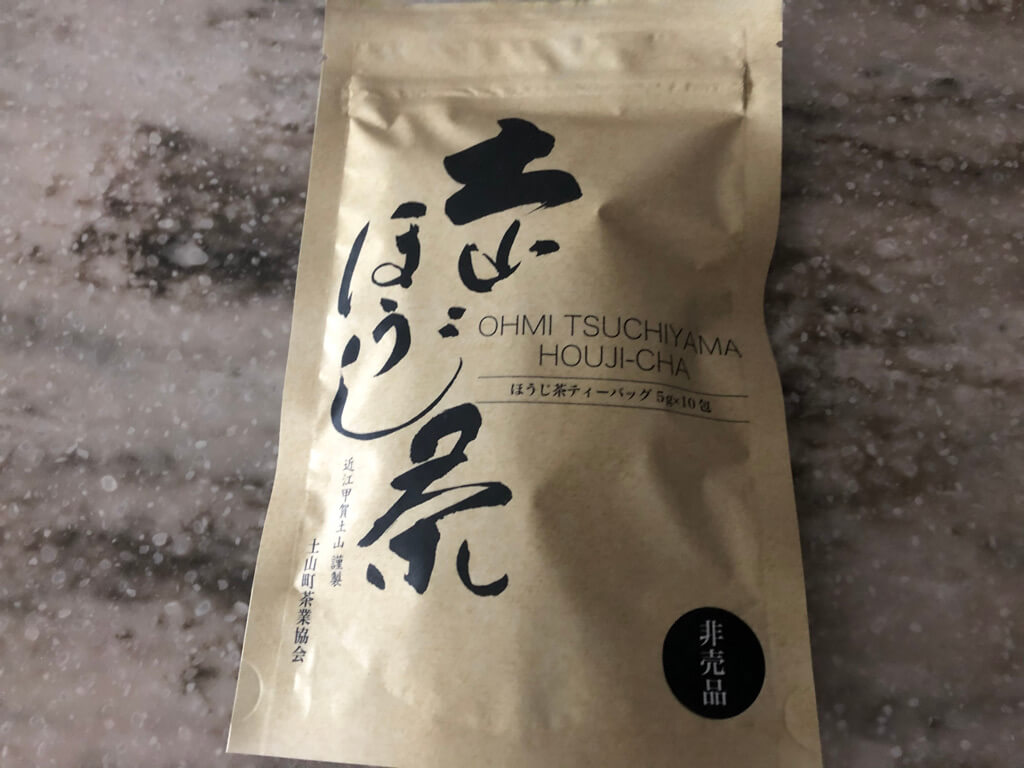 土山
ほうじ
茶
OHMI TSUCHIYAMA
HOUJI-CHA
ほうじ茶ティーバッグ 5g×10包
近江甲賀土山 謹製
土山町茶業協会
非売品